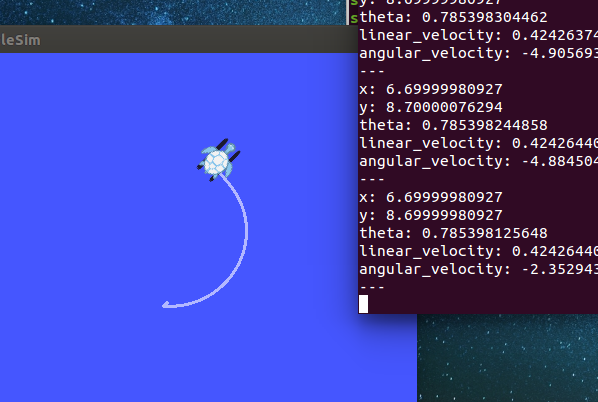 leSim
y: 8.69999980927
theta: 0.785398304462
linear_velocity: 0.42426374
angular_velocity: -4.905693
---
x: 6.69999980927
y: 8.70000076294
theta: 0.785398244858
linear_velocity: 0.42426440
angular_velocity: -4.884504
---
x: 6.69999980927
y: 8.69999980927
theta: 0.785398125648
linear_velocity: 0.42426440
angular_velocity: -2.352943
---